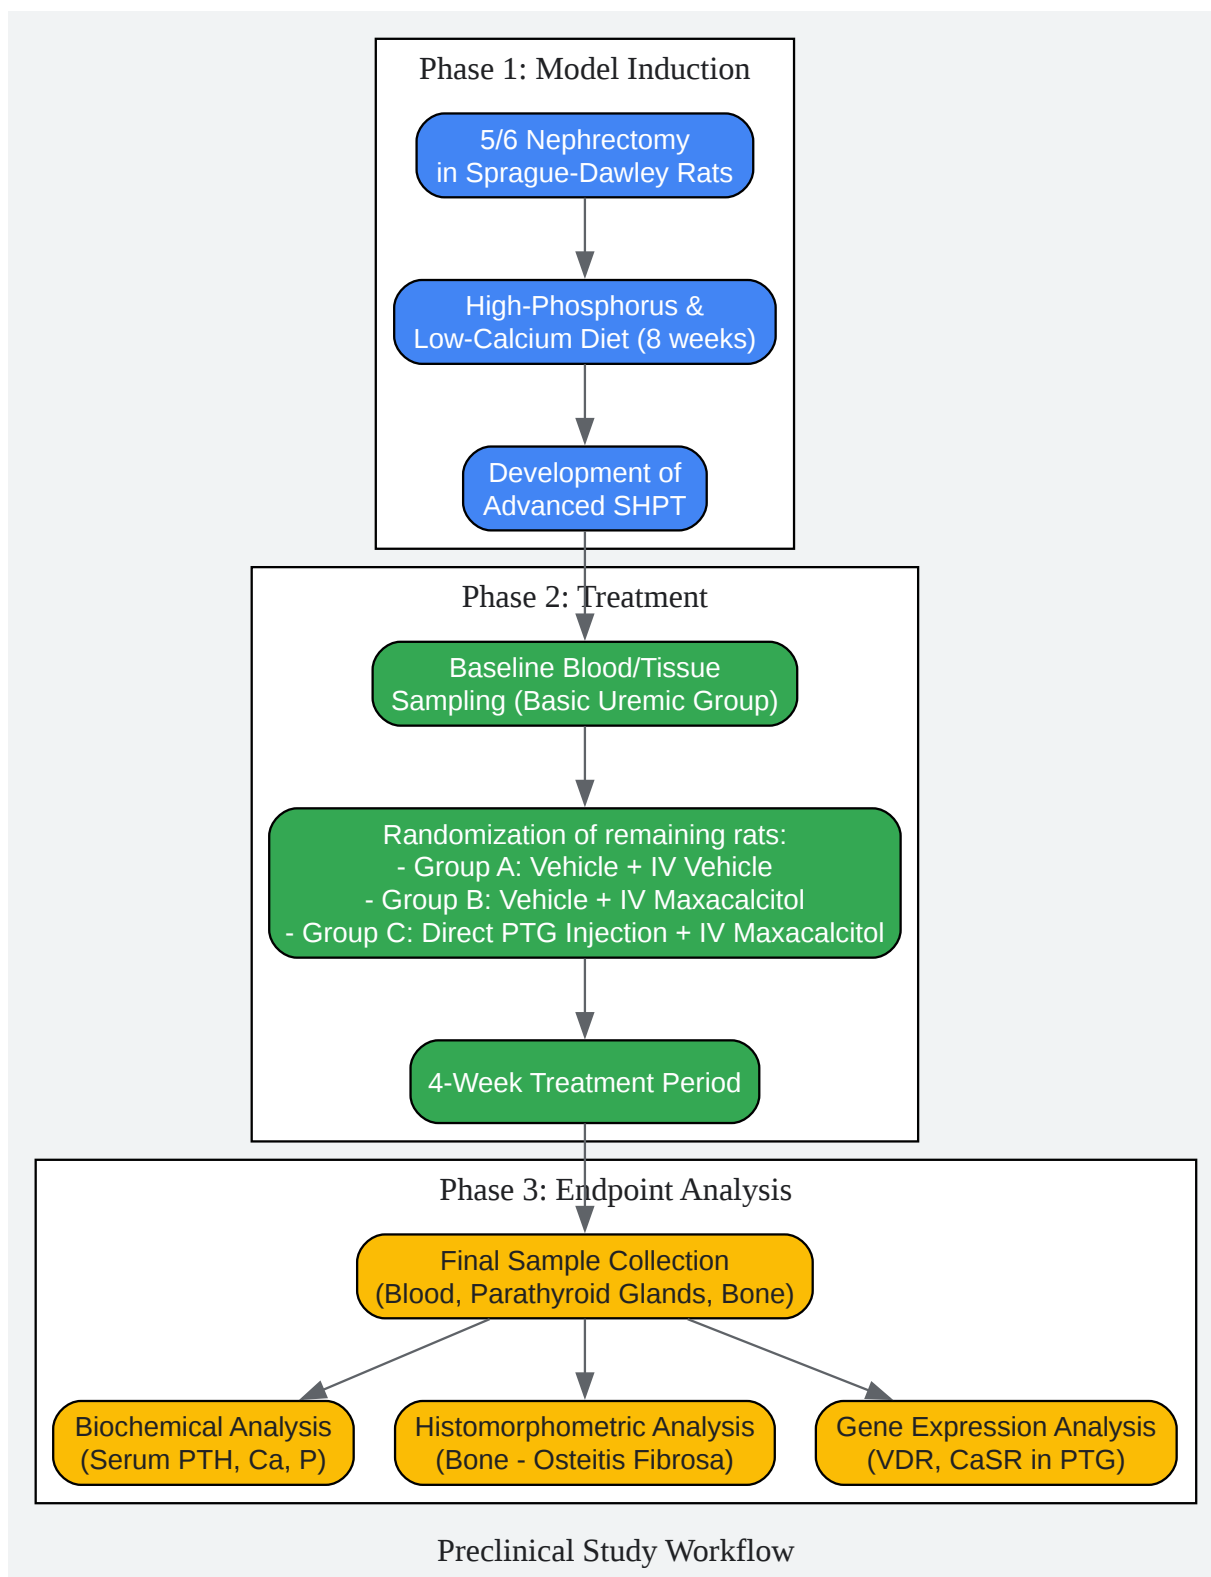 Phase 1: Model Induction
5/6 Nephrectomy
in Sprague-Dawley Rats
High-Phosphorus &
Low-Calcium Diet (8 weeks)
Development of
Advanced SHPT
Phase 2: Treatment
Baseline Blood/Tissue
Sampling (Basic Uremic Group)
Randomization of remaining rats:
- Group A: Vehicle + IV Vehicle
- Group B: Vehicle + IV Maxacalcitol
- Group C: Direct PTG Injection + IV Maxacalcitol
4-Week Treatment Period
Phase 3: Endpoint Analysis
Final Sample Collection
(Blood, Parathyroid Glands, Bone)
Biochemical Analysis
(Serum PTH, Ca, P)
Histomorphometric Analysis
(Bone - Osteitis Fibrosa)
Gene Expression Analysis
(VDR, CaSR in PTG)
Preclinical Study Workflow